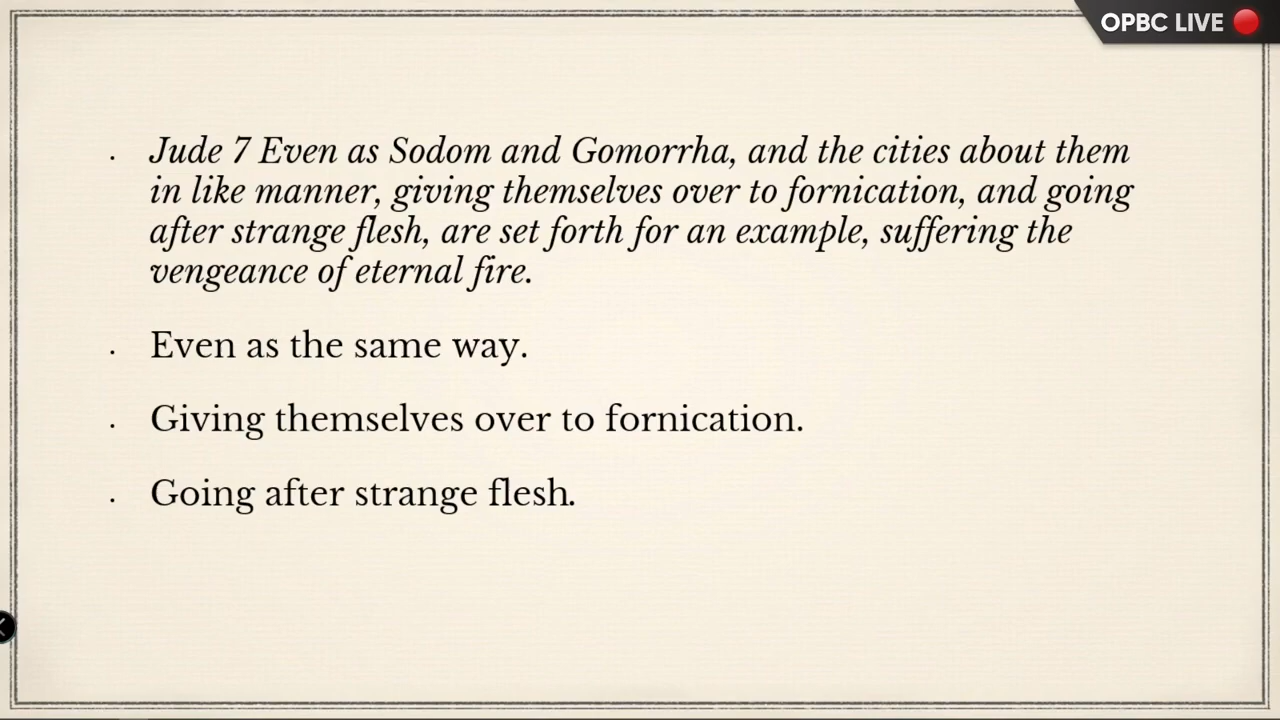 OPBC LIVE
· Jude 7 Even as Sodom and Gomorrha, and the cities about them
in like manner, giving themselves over to fornication, and going
after strange flesh, are set forth for an example, suffering the
vengeance of eternal fire.
· Even as the same way.
· Giving themselves over to fornication.
· Going after strange flesh.